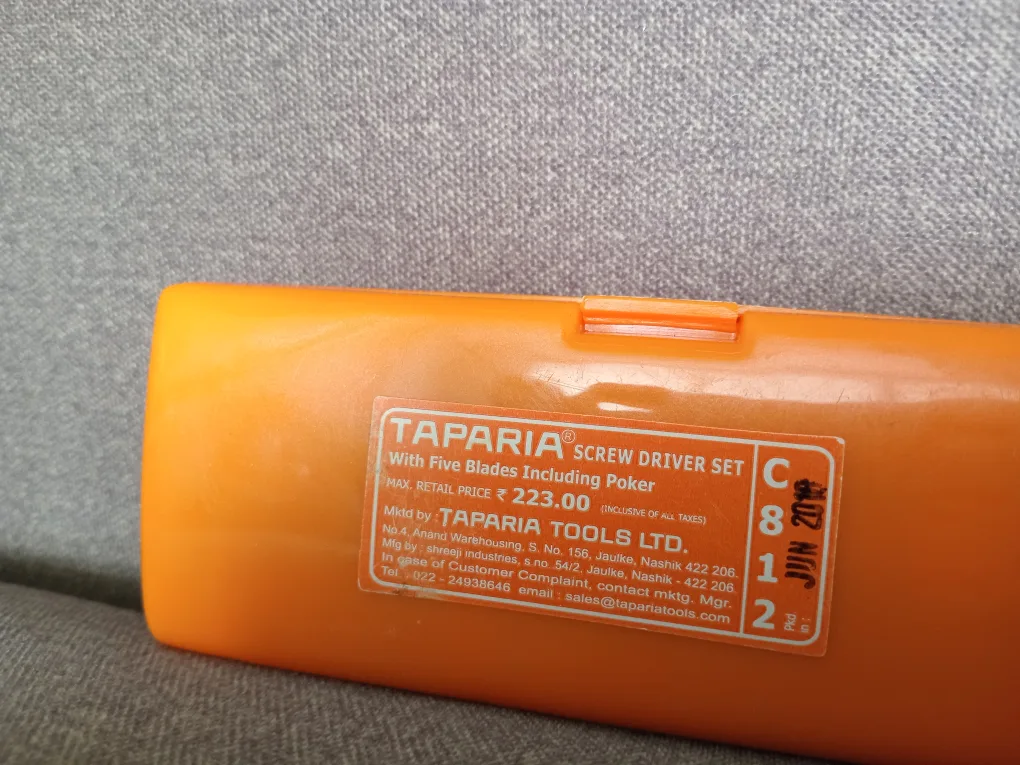 TAPARIA® SCREW DRIVER SET
With Five Blades Including Poker
MAX. RETAIL PRICE ₹ 223.00 (INCLUSIVE OF ALL TAXES)
Mktd by : TAPARIA TOOLS LTD.
No.4, Anand Warehousing, S. No. 156, Jaulke, Nashik 422 206.
Mfg by : shreeji industries, s no .54/2, Jaulke, Nashik - 422 206.
In case of Customer Complaint, contact mktg. Mgr.
Tel. : 022 - 24938646 email : sales@tapariatools.com
C
8
1
2
Pkd
in :
JUN